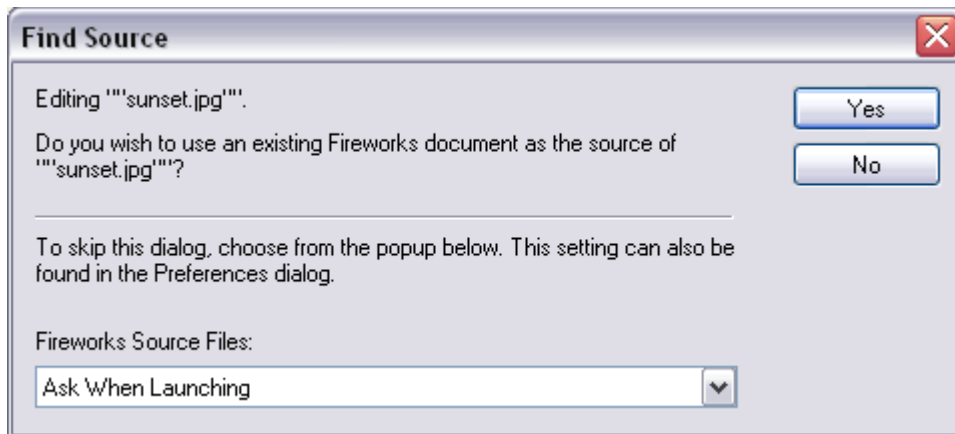 Find Source
Editing ""'sunset.jpg""'.
Yes
Do you wish to use an existing Fireworks document as the source of
""'sunset.jpg""'?
No
To skip this dialog, choose from the popup below. This setting can also be
found in the Preferences dialog.
Fireworks Source Files:
Ask When Launching